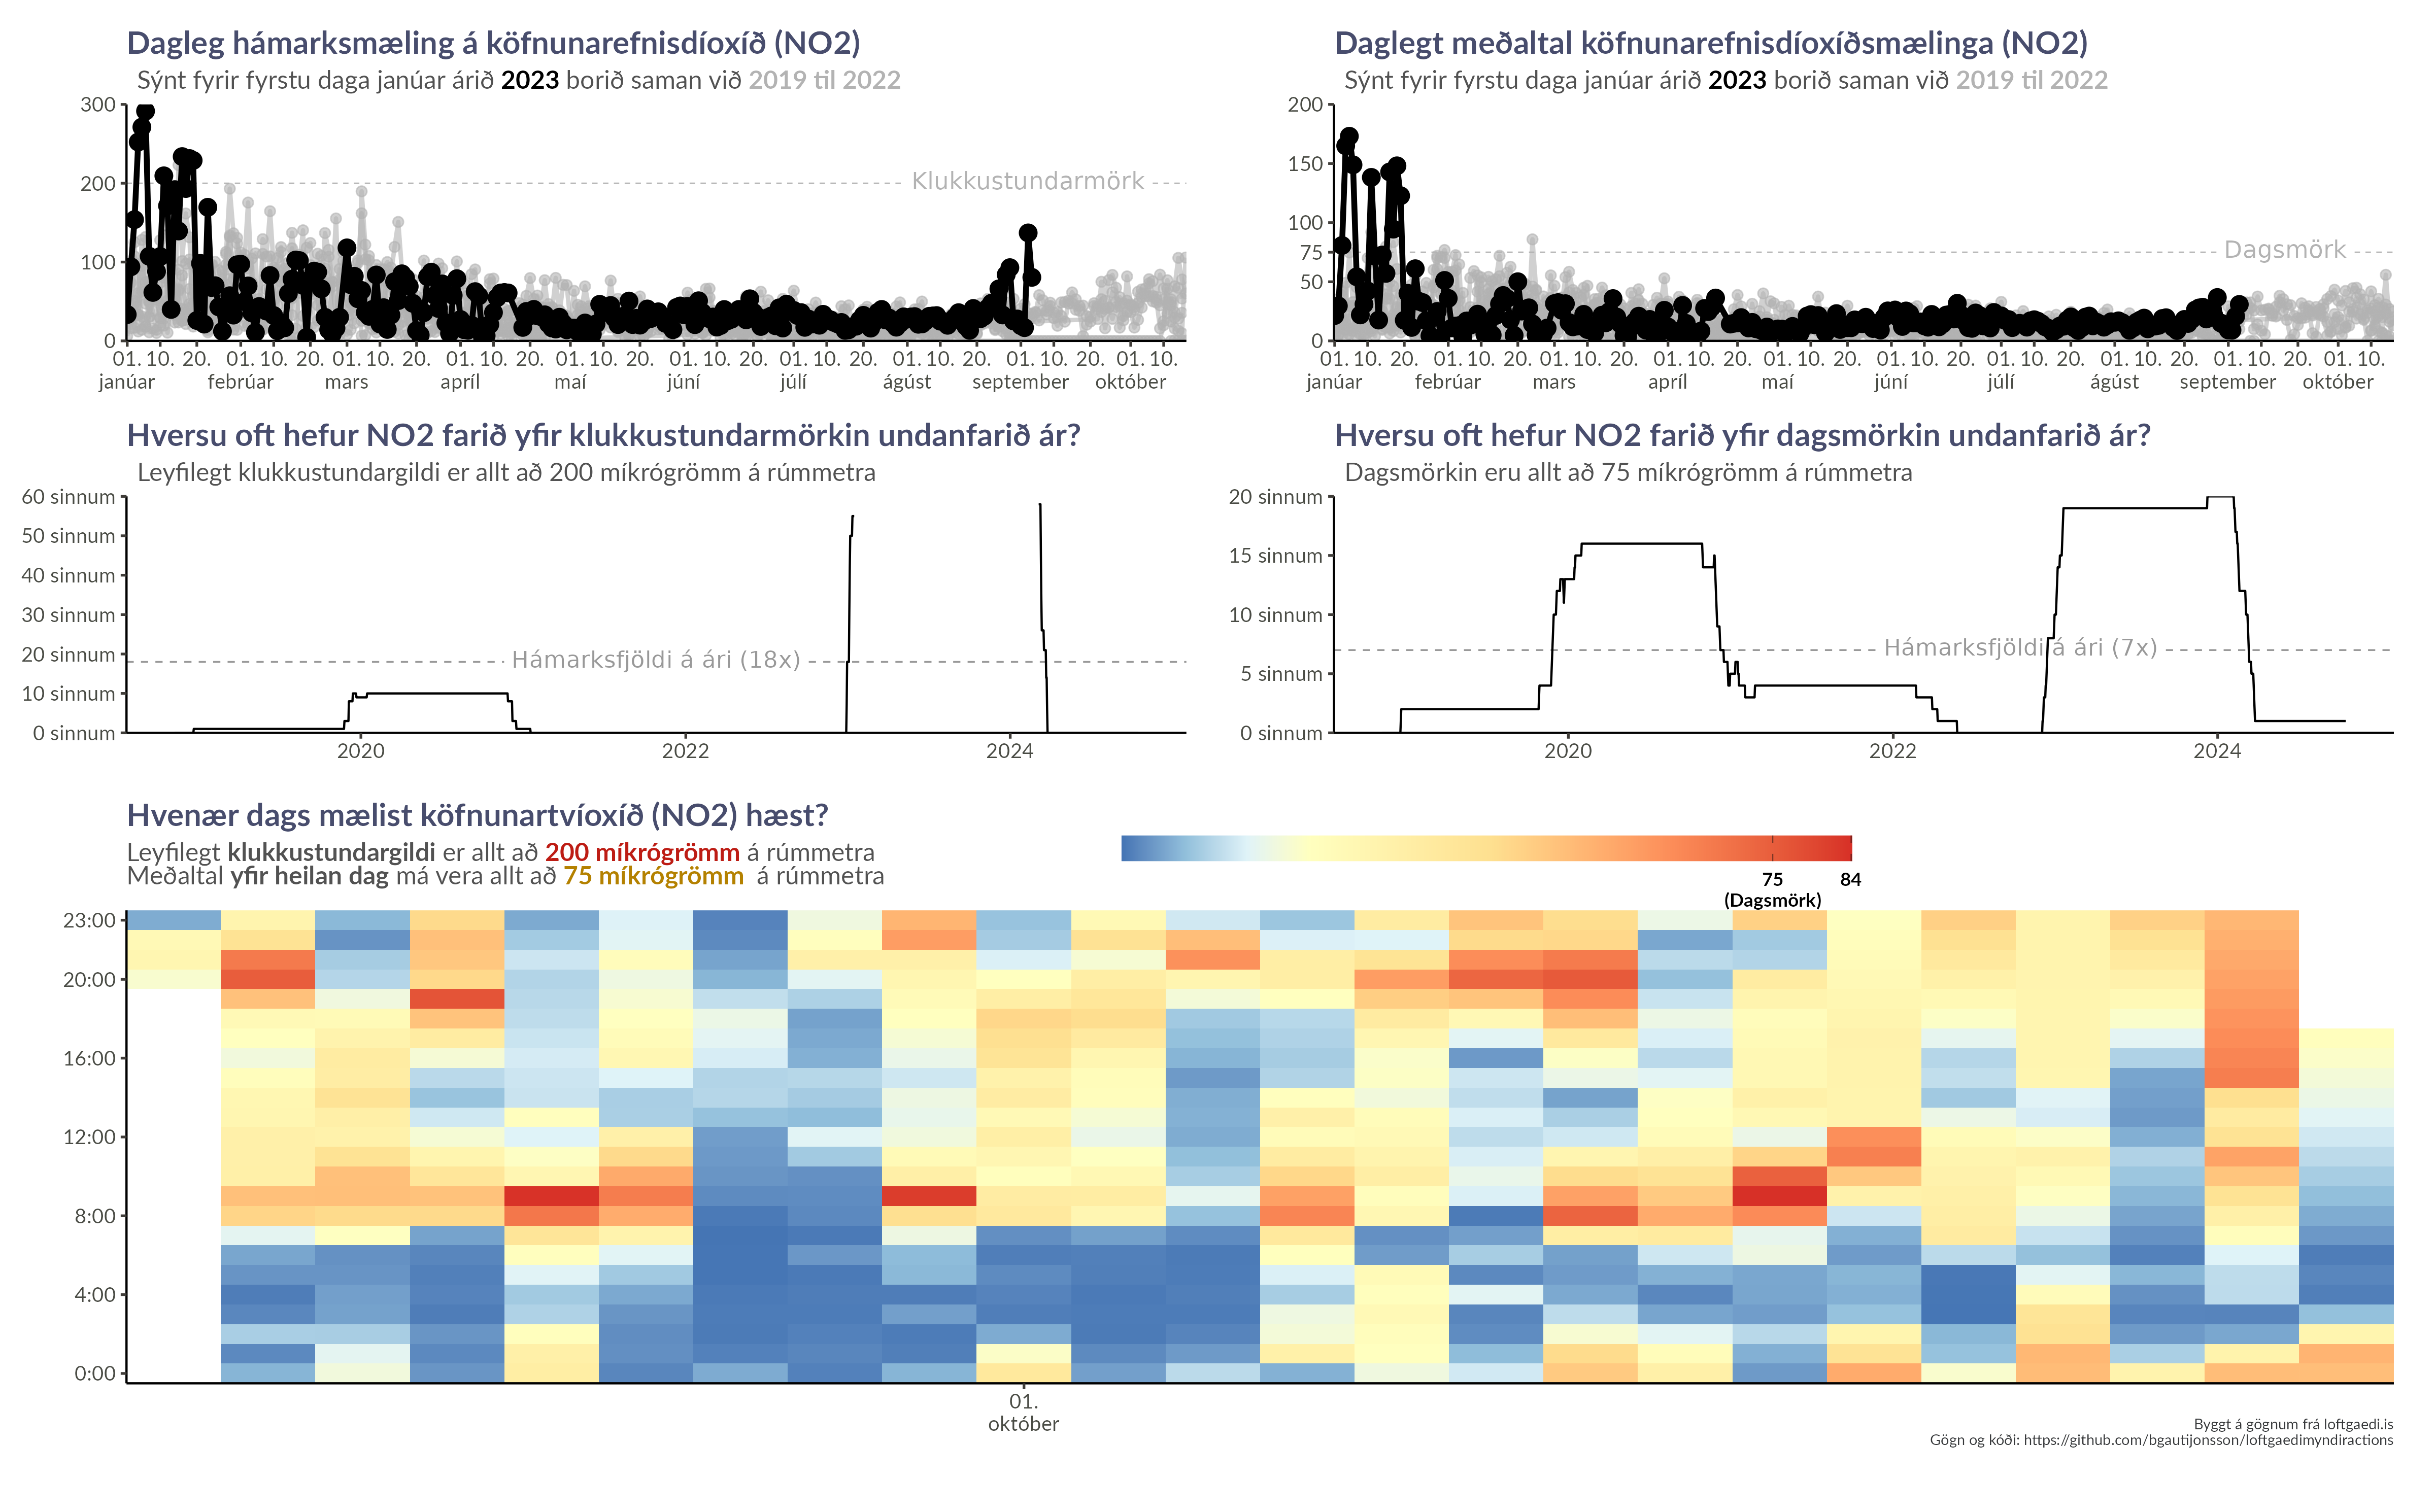 Dagleg hámarksmæling á köfnunarefnisdíoxíð (NO2)
Sýnt fyrir fyrstu daga janúar árið 2023 borið saman við 2019 til 2022
300
200
100
0
Klukkustundarmörk
01. 10. 20. 01. 10. 20. 01. 10. 20. 01. 10. 20. 01. 10. 20. 01. 10. 20. 01. 10. 20. 01. 10. 20. 01. 10. 20. 01. 10.
janúar febrúar mars apríl maí júní júlí ágúst september október
Daglegt meðaltal köfnunarefnisdíoxíðsmælinga (NO2)
Sýnt fyrir fyrstu daga janúar árið 2023 borið saman við 2019 til 2022
200
150
100
75
50
0
Dagsmörk
01. 10. 20. 01. 10. 20. 01. 10. 20. 01. 10. 20. 01. 10. 20. 01. 10. 20. 01. 10. 20. 01. 10. 20. 01. 10. 20. 01. 10.
janúar febrúar mars apríl maí júní júlí ágúst september október
Hversu oft hefur NO2 farið yfir klukkustundarmörkin undanfarið ár?
Leyfilegt klukkustundargildi er allt að 200 míkrógrömm á rúmmetra
60 sinnum
50 sinnum
40 sinnum
30 sinnum
20 sinnum
10 sinnum
0 sinnum
Hámarksfjöldi á ári (18x)
2020 2022 2024
Hversu oft hefur NO2 farið yfir dagsmörkin undanfarið ár?
Dagsmörkin eru allt að 75 míkrógrömm á rúmmetra
20 sinnum
15 sinnum
10 sinnum
5 sinnum
0 sinnum
Hámarksfjöldi á ári (7x)
2020 2022 2024
Hvenær dags mælist köfnunartvíoxíð (NO2) hæst?
Leyfilegt klukkustundargildi er allt að 200 míkrógrömm á rúmmetra
Meðaltal yfir heilan dag má vera allt að 75 míkrógrömm á rúmmetra
75 84
(Dagsmörk)
23:00
20:00
16:00
12:00
8:00
4:00
0:00
01.
október
Byggt á gögnum frá loftgaedi.is
Gögn og kóði: https://github.com/bgautijonsson/loftgaedimyndiractions